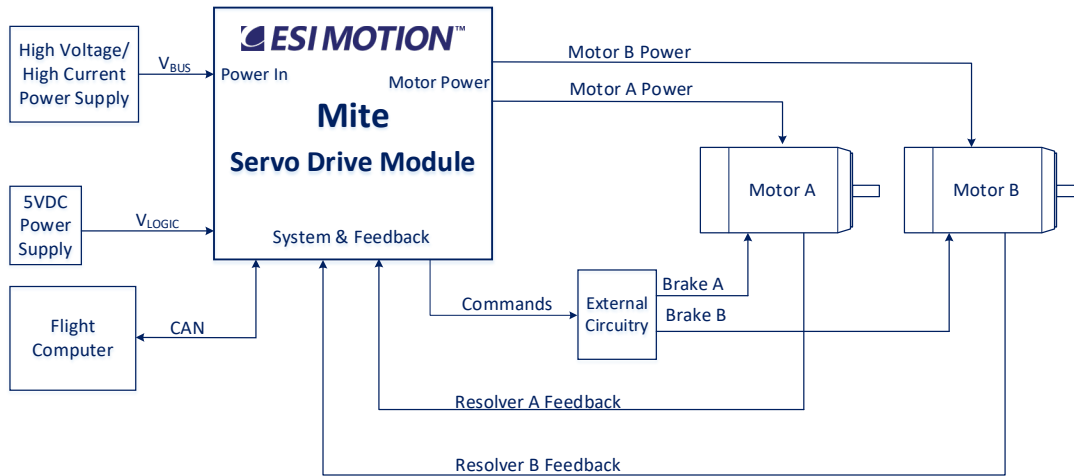 High Voltage/
High Current
Power Supply
V_BUS
ESI MOTION™
Power In
Motor Power
Mite
Servo Drive Module
System & Feedback
Motor B Power
Motor A Power
Motor A
Motor B
5VDC
Power
Supply
V_LOGIC
Flight
Computer
CAN
Commands
External
Circuitry
Brake A
Brake B
Resolver A Feedback
Resolver B Feedback